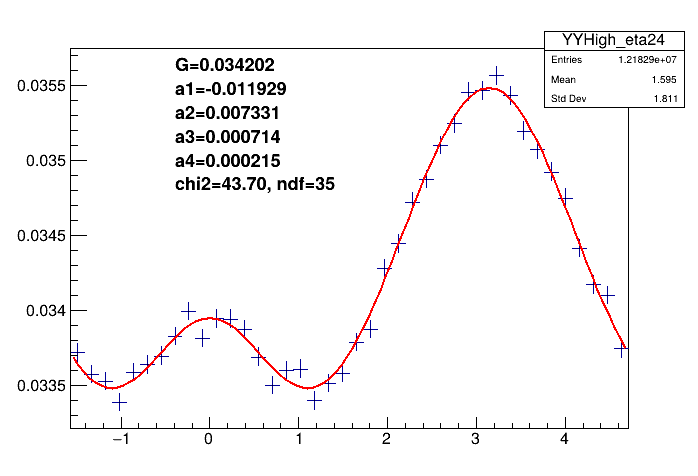 YYHigh_eta24
Entries 1.21829e+07
Mean 1.595
Std Dev 1.811
G=0.034202
a1=-0.011929
a2=0.007331
a3=0.000714
a4=0.000215
chi2=43.70, ndf=35
0.0355
0.035
0.0345
0.034
0.0335
−1 0 1 2 3 4